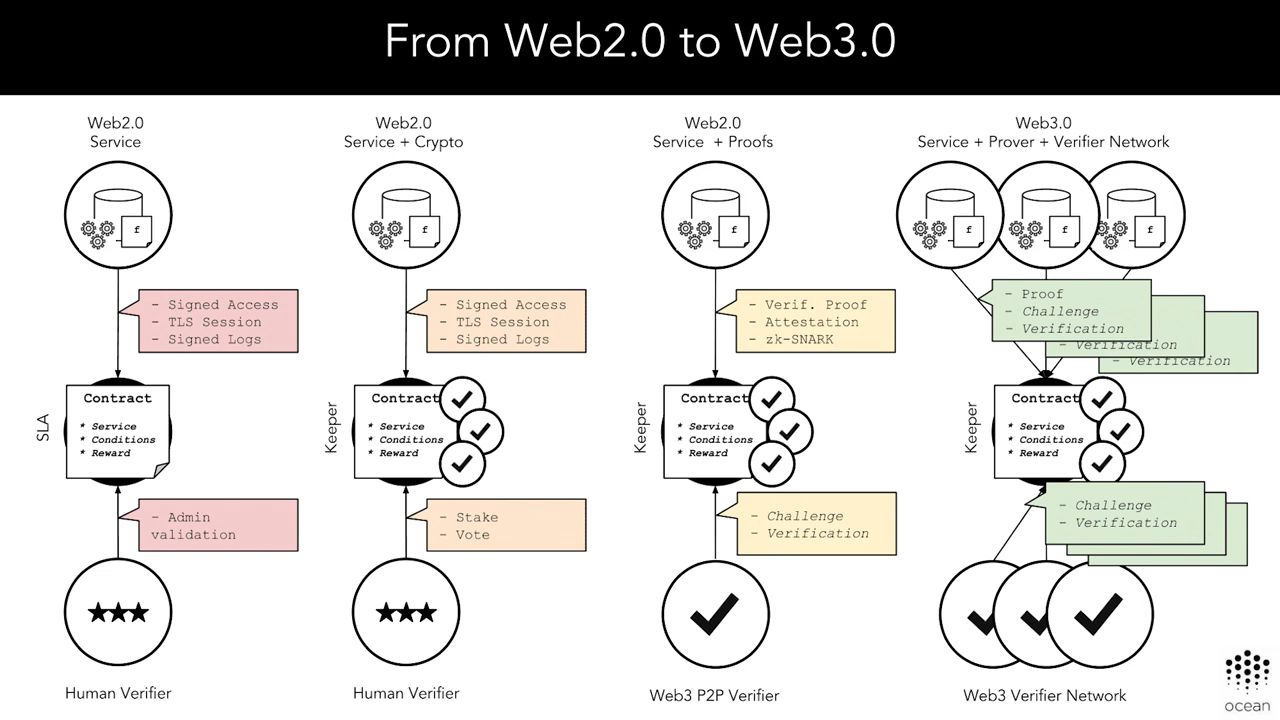 From Web2.0 to Web3.0
Web2.0
Service
f
- Signed Access
- TLS Session
- Signed Logs
SLA
Contract
* Service
* Conditions
* Reward
- Admin
validation
Human Verifier
Web2.0
Service + Crypto
f
- Signed Access
- TLS Session
- Signed Logs
Keeper
Contract
* Service
* Conditions
* Reward
- Stake
- Vote
Human Verifier
Web2.0
Service + Proofs
f
- Verif. Proof
- Attestation
- zk-SNARK
Keeper
Contract
* Service
* Conditions
* Reward
- Challenge
- Verification
Web3 P2P Verifier
Web3.0
Service + Prover + Verifier Network
f
f
f
- Proof
- Challenge
- Verification
- Verification
- Verification
Keeper
Contract
* Service
* Conditions
* Reward
- Challenge
- Verification
Web3 Verifier Network
ocean